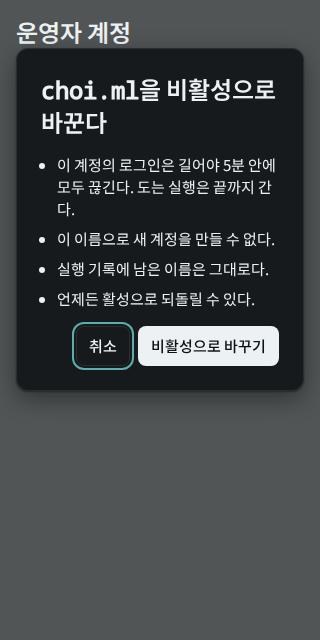 운영자 계정
choi.ml을 비활성으로
바꾼다
이 계정의 로그인은 길어야 5분 안에
모두 끊긴다. 도는 실행은 끝까지 간
다.
이 이름으로 새 계정을 만들 수 없다.
실행 기록에 남은 이름은 그대로다.
언제든 활성으로 되돌릴 수 있다.
취소 비활성으로 바꾸기